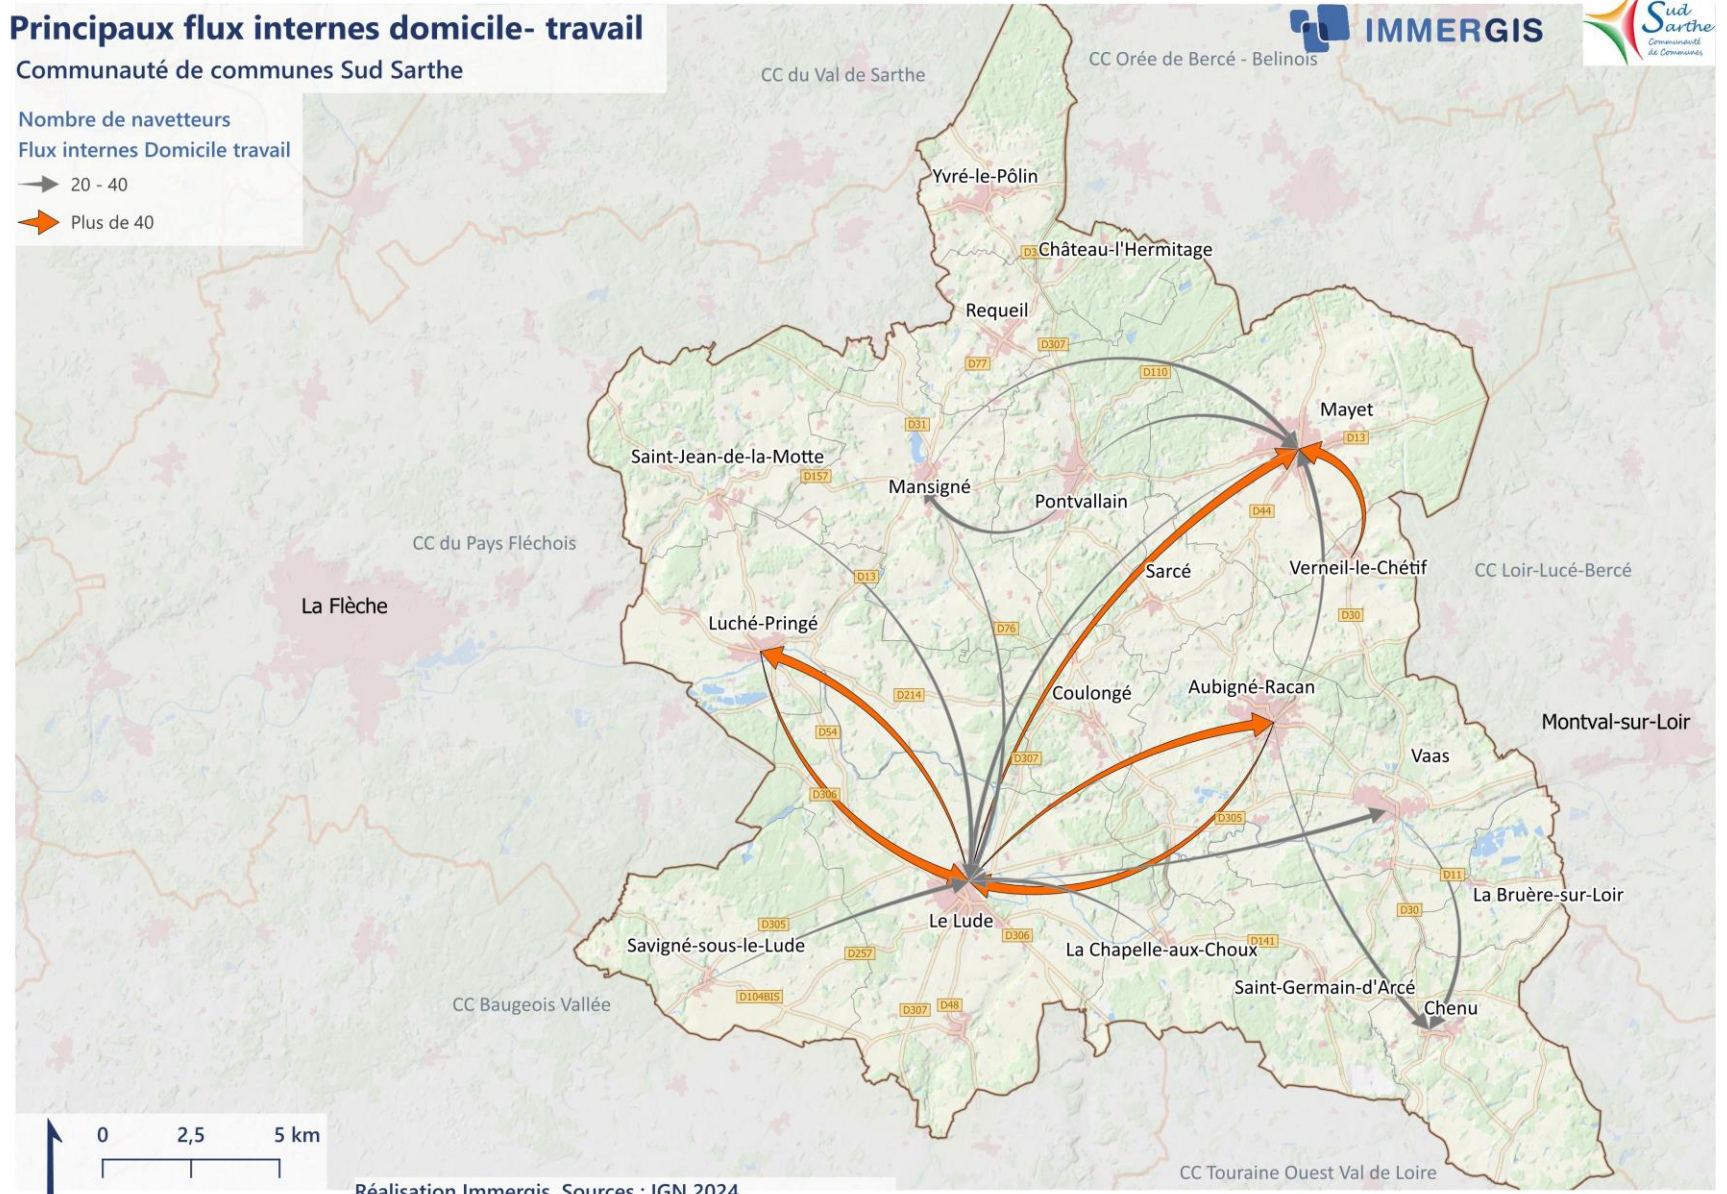 Principaux flux internes domicile- travail
Communauté de communes Sud Sarthe
Nombre de navetteurs
Flux internes Domicile travail
20 - 40
Plus de 40
IMMERGIS
Sud
Sarthe
Communauté
de Communes
CC du Val de Sarthe
CC Orée de Bercé - Belinois
Yvré-le-Pôlin
D3
Château-l'Hermitage
Requeil
D307
D77
D110
Mayet
D31
D13
Saint-Jean-de-la-Motte
D157
Mansigné
Pontvallain
D44
CC du Pays Fléchois
Sarcé
Verneil-le-Chétif
CC Loir-Lucé-Bercé
D13
La Flèche
D30
Luché-Pringé
D76
D214
Coulongé
Aubigné-Racan
Montval-sur-Loir
D54
D307
Vaas
D306
D305
D11
La Bruère-sur-Loir
D30
Le Lude
D305
D306
Savigné-sous-le-Lude
D257
La Chapelle-aux-Choux
D141
D104BIS
Saint-Germain-d'Arcé
CC Baugeois Vallée
D307
D48
Chenu
0 2,5 5 km
CC Touraine Ouest Val de Loire
Réalisation Immergis, Sources : IGN 2024